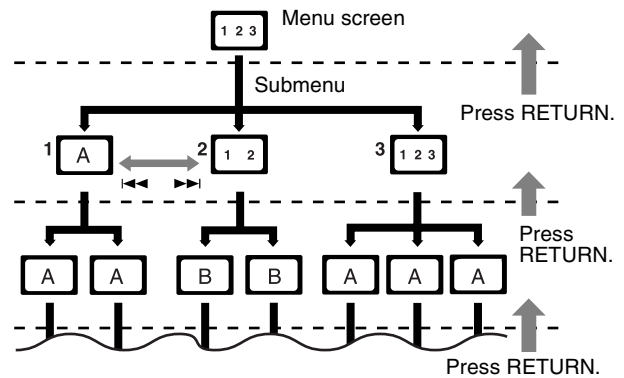 Menu screen
1 2 3
Submenu
Press RETURN.
1 A
2 1 2
3 1 2 3
Press
RETURN.
A A B B A A A
Press RETURN.